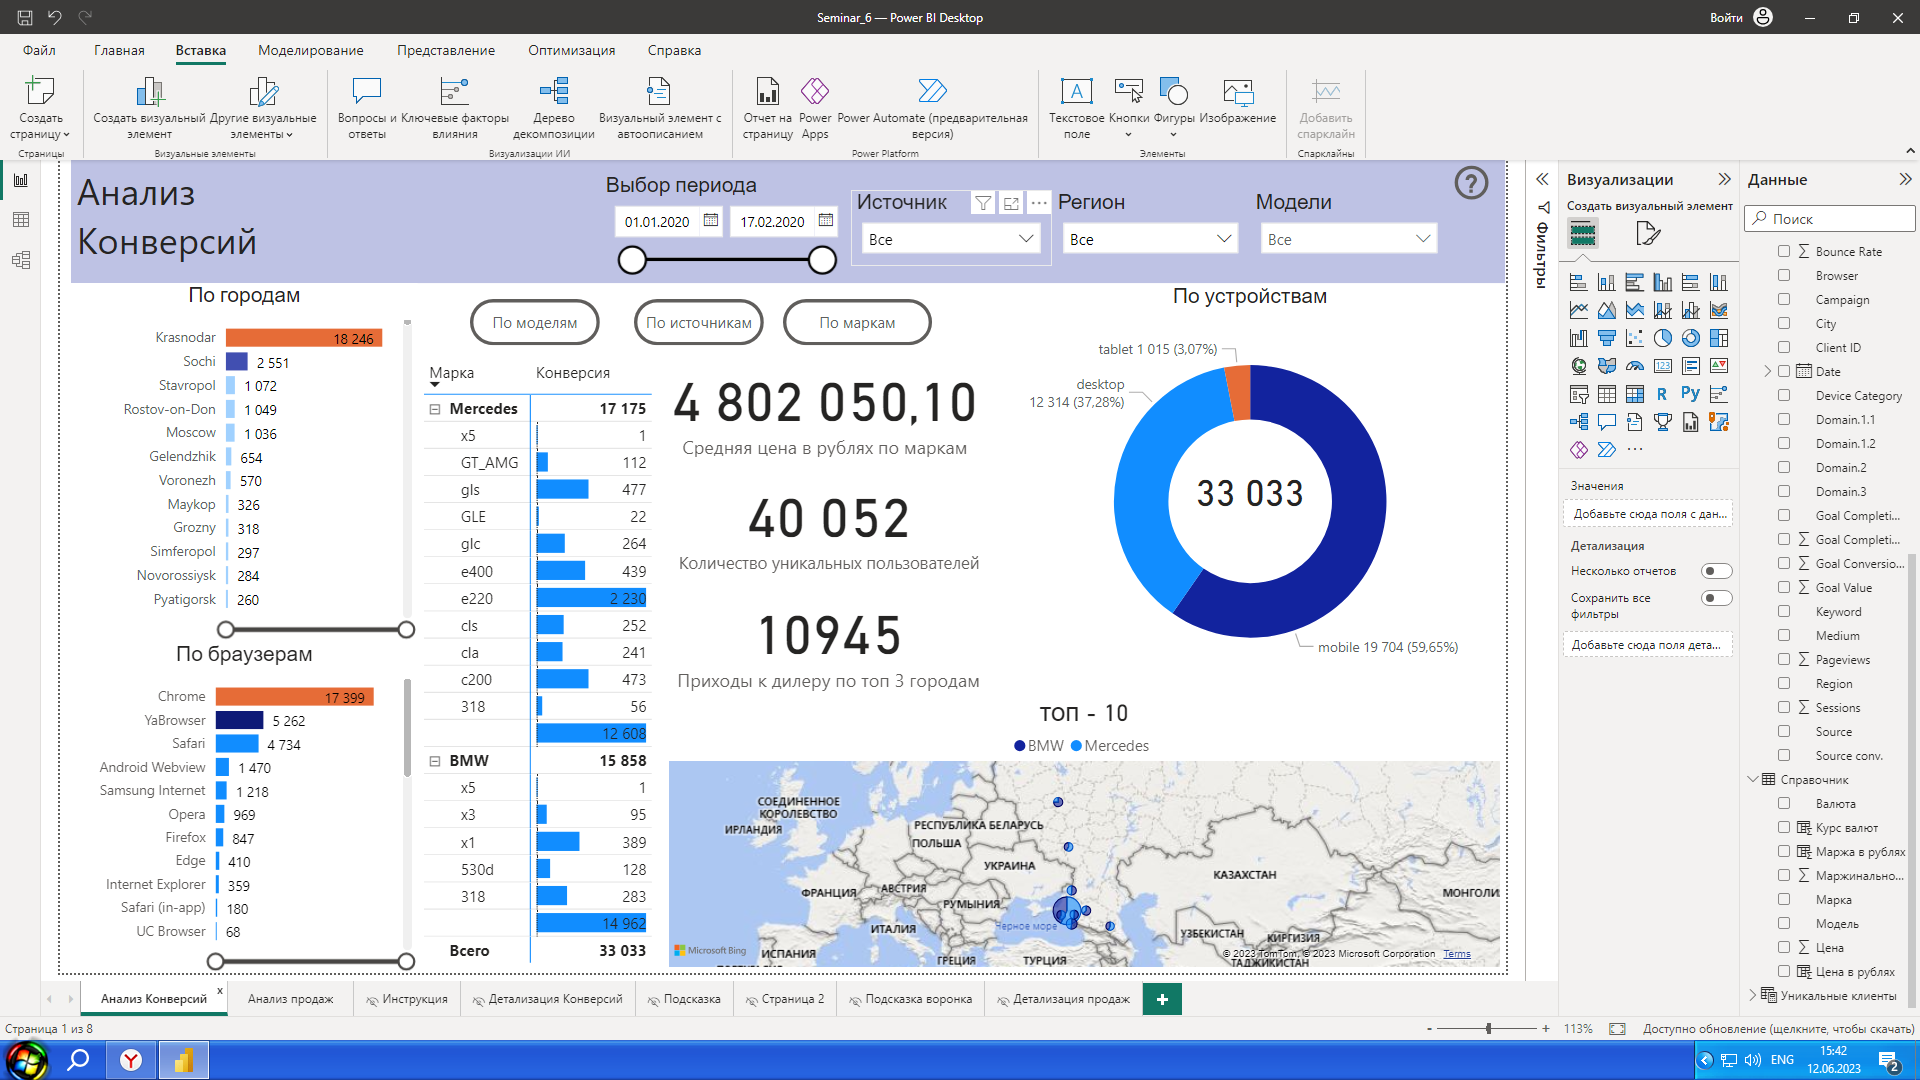 Seminar_6 — Power BI Desktop
Войти
Файл
Главная
Вставка
Моделирование
Представление
Оптимизация
Справка
Создать страницу
Создать визуальный элемент
Другие визуальные элементы
Вопросы и ответы
Ключевые факторы влияния
Дерево декомпозиции
Визуальный элемент с автоописанием
Отчет на страницу
Power Apps
Power Automate (предварительная версия)
Текстовое поле
Кнопки
Фигуры
Изображение
Добавить спарклайн
Страницы
Визуальные элементы
Визуализации ИИ
Power Platform
Элементы
Спарклайны
Анализ
Конверсий
Выбор периода
01.01.2020
17.02.2020
Источник
Все
Регион
Все
Модели
Все
?
По городам
Krasnodar 18 246
Sochi 2 551
Stavropol 1 072
Rostov-on-Don 1 049
Moscow 1 036
Gelendzhik 654
Voronezh 570
Maykop 326
Grozny 318
Simferopol 297
Novorossiysk 284
Pyatigorsk 260
По браузерам
Chrome 17 399
YaBrowser 5 262
Safari 4 734
Android Webview 1 470
Samsung Internet 1 218
Opera 969
Firefox 847
Edge 410
Internet Explorer 359
Safari (in-app) 180
UC Browser 68
По моделям
По источникам
По маркам
Марка Конверсия
Mercedes 17 175
x5 1
GT_AMG 112
gls 477
GLE 22
glc 264
e400 439
e220 2 230
cls 252
cla 241
c200 473
318 56
12 608
BMW 15 858
x5 1
x3 95
x1 389
530d 128
318 283
14 962
Всего 33 033
4 802 050,10
Средняя цена в рублях по маркам
40 052
Количество уникальных пользователей
10945
Приходы к дилеру по топ 3 городам
По устройствам
tablet 1 015 (3,07%)
desktop
12 314 (37,28%)
33 033
mobile 19 704 (59,65%)
топ - 10
BMW Mercedes
СОЕДИНЕННОЕ
КОРОЛЕВСТВО
ИРЛАНДИЯ
РЕСПУБЛИКА БЕЛАРУСЬ
ПОЛЬША
УКРАИНА
КАЗАХСТАН
ФРАНЦИЯ
АВСТРИЯ
РУМЫНИЯ
МОНГОЛИ
ИТАЛИЯ
Черное море
УЗБЕКИСТАН
КИРГИЗИЯ
ИСПАНИЯ
ГРЕЦИЯ
ТУРЦИЯ
ТАДЖИКИСТАН
Microsoft Bing
© 2023 TomTom, © 2023 Microsoft Corporation Terms
Фильтры
Визуализации
Создать визуальный элемент
R
Py
123
Значения
Добавьте сюда поля с дан...
Детализация
Несколько отчетов
Сохранить все
фильтры
Добавьте сюда поля дета...
Данные
Поиск
Bounce Rate
Browser
Campaign
City
Client ID
Date
Device Category
Domain.1.1
Domain.1.2
Domain.2
Domain.3
Goal Completi...
Goal Completi...
Goal Conversio...
Goal Value
Keyword
Medium
Pageviews
Region
Sessions
Source
Source conv.
Справочник
Валюта
Курс валют
Маржа в рублях
Маржинально...
Марка
Модель
Цена
Цена в рублях
Уникальные клиенты
Анализ Конверсий x
Анализ продаж
Инструкция
Детализация Конверсий
Подсказка
Страница 2
Подсказка воронка
Детализация продаж
+
Страница 1 из 8
- + 113%
Доступно обновление (щелкните, чтобы скачать)
ENG
15:42
12.06.2023
2